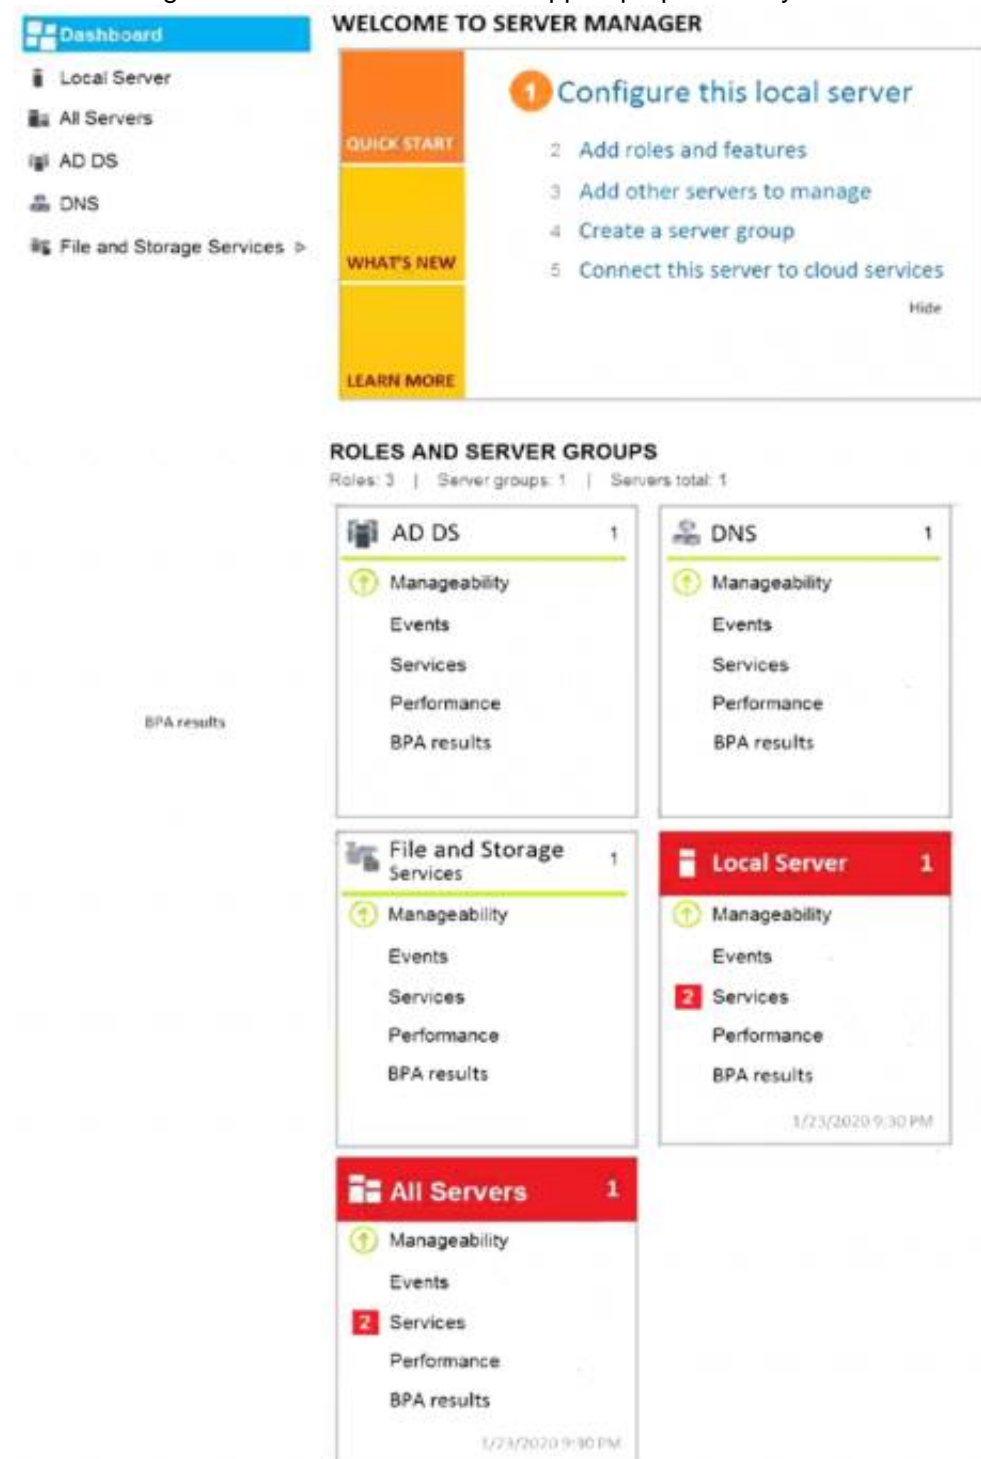 WELCOME TO SERVER MANAGER
Dashboard
Local Server
All Servers
AD DS
DNS
File and Storage Services
QUICK START
WHAT'S NEW
LEARN MORE
1 Configure this local server
2 Add roles and features
3 Add other servers to manage
4 Create a server group
5 Connect this server to cloud services
Hide
ROLES AND SERVER GROUPS
Roles: 3 | Server groups: 1 | Servers total: 1
AD DS 1
Manageability
Events
Services
Performance
BPA results
DNS 1
Manageability
Events
Services
Performance
BPA results
BPA results
File and Storage 1
Services
Manageability
Events
Services
Performance
BPA results
Local Server 1
Manageability
Events
2 Services
Performance
BPA results
1/23/2020 9:30 PM
All Servers 1
Manageability
Events
2 Services
Performance
BPA results
1/23/2020 9:30 PM